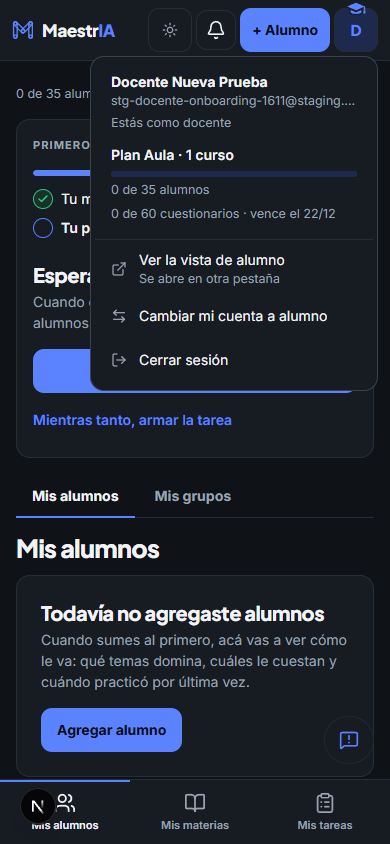 MaestrIA
+ Alumno
D
0 de 35 alum
Docente Nueva Prueba
stg-docente-onboarding-1611@staging....
Estás como docente
Plan Aula · 1 curso
0 de 35 alumnos
0 de 60 cuestionarios · vence el 22/12
Ver la vista de alumno
Se abre en otra pestaña
Cambiar mi cuenta a alumno
Cerrar sesión
PRIMERO
Tu m
Tu p
Espera
Cuando
alumnos
Mientras tanto, armar la tarea
Mis alumnos
Mis grupos
Mis alumnos
Todavía no agregaste alumnos
Cuando sumes al primero, acá vas a ver cómo
le va: qué temas domina, cuáles le cuestan y
cuándo practicó por última vez.
Agregar alumno
N
Mis alumnos
Mis materias
Mis tareas